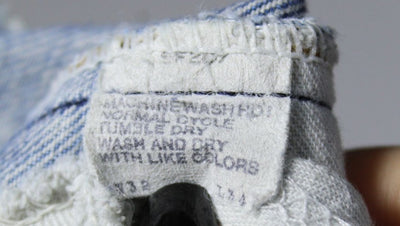 MACHINE WASH HOT
NORMAL CYCLE
TUMBLE DRY
WASH AND DRY
WITH LIKE COLORS